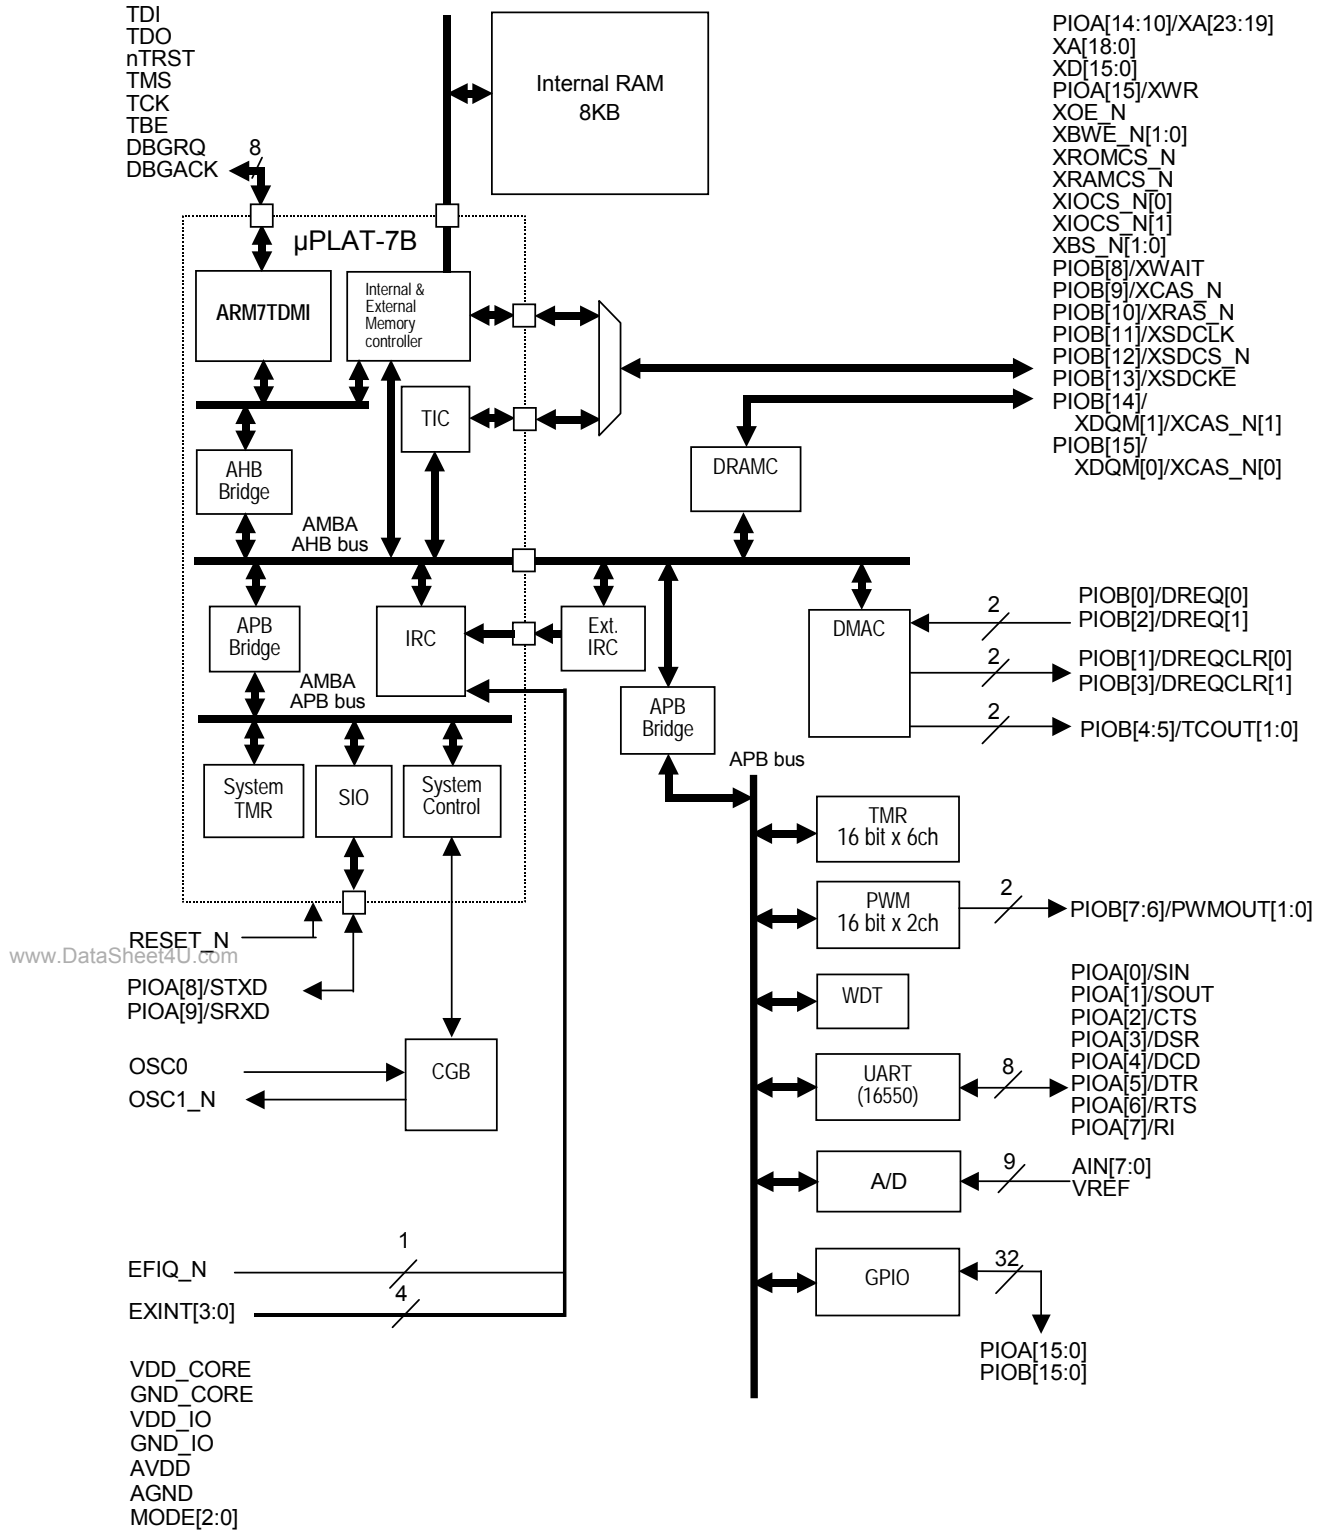 TDI
TDO
nTRST
TMS
TCK
TBE
DBGRQ
DBGACK
8
Internal RAM
8KB
PIOA[14:10]/XA[23:19]
XA[18:0]
XD[15:0]
PIOA[15]/XWR
XOE_N
XBWE_N[1:0]
XROMCS_N
XRAMCS_N
XIOCS_N[0]
XIOCS_N[1]
XBS_N[1:0]
PIOB[8]/XWAIT
PIOB[9]/XCAS_N
PIOB[10]/XRAS_N
PIOB[11]/XSDCLK
PIOB[12]/XSDCS_N
PIOB[13]/XSDCKE
PIOB[14]/
XDQM[1]/XCAS_N[1]
PIOB[15]/
XDQM[0]/XCAS_N[0]
µPLAT-7B
ARM7TDMI
Internal &
External
Memory
controller
TIC
AHB
Bridge
DRAMC
AMBA
AHB bus
APB
Bridge
IRC
Ext.
IRC
DMAC
2
PIOB[0]/DREQ[0]
PIOB[2]/DREQ[1]
2
PIOB[1]/DREQCLR[0]
PIOB[3]/DREQCLR[1]
2
PIOB[4:5]/TCOUT[1:0]
AMBA
APB bus
APB
Bridge
APB bus
System
TMR
SIO
System
Control
TMR
16 bit x 6ch
PWM
16 bit x 2ch
2
PIOB[7:6]/PWMOUT[1:0]
RESET_N
www.DataSheet4U.com
PIOA[8]/STXD
PIOA[9]/SRXD
WDT
OSC0
OSC1_N
CGB
UART
(16550)
8
PIOA[0]/SIN
PIOA[1]/SOUT
PIOA[2]/CTS
PIOA[3]/DSR
PIOA[4]/DCD
PIOA[5]/DTR
PIOA[6]/RTS
PIOA[7]/RI
A/D
9
AIN[7:0]
VREF
EFIQ_N
1
EXINT[3:0]
4
GPIO
32
PIOA[15:0]
PIOB[15:0]
VDD_CORE
GND_CORE
VDD_IO
GND_IO
AVDD
AGND
MODE[2:0]